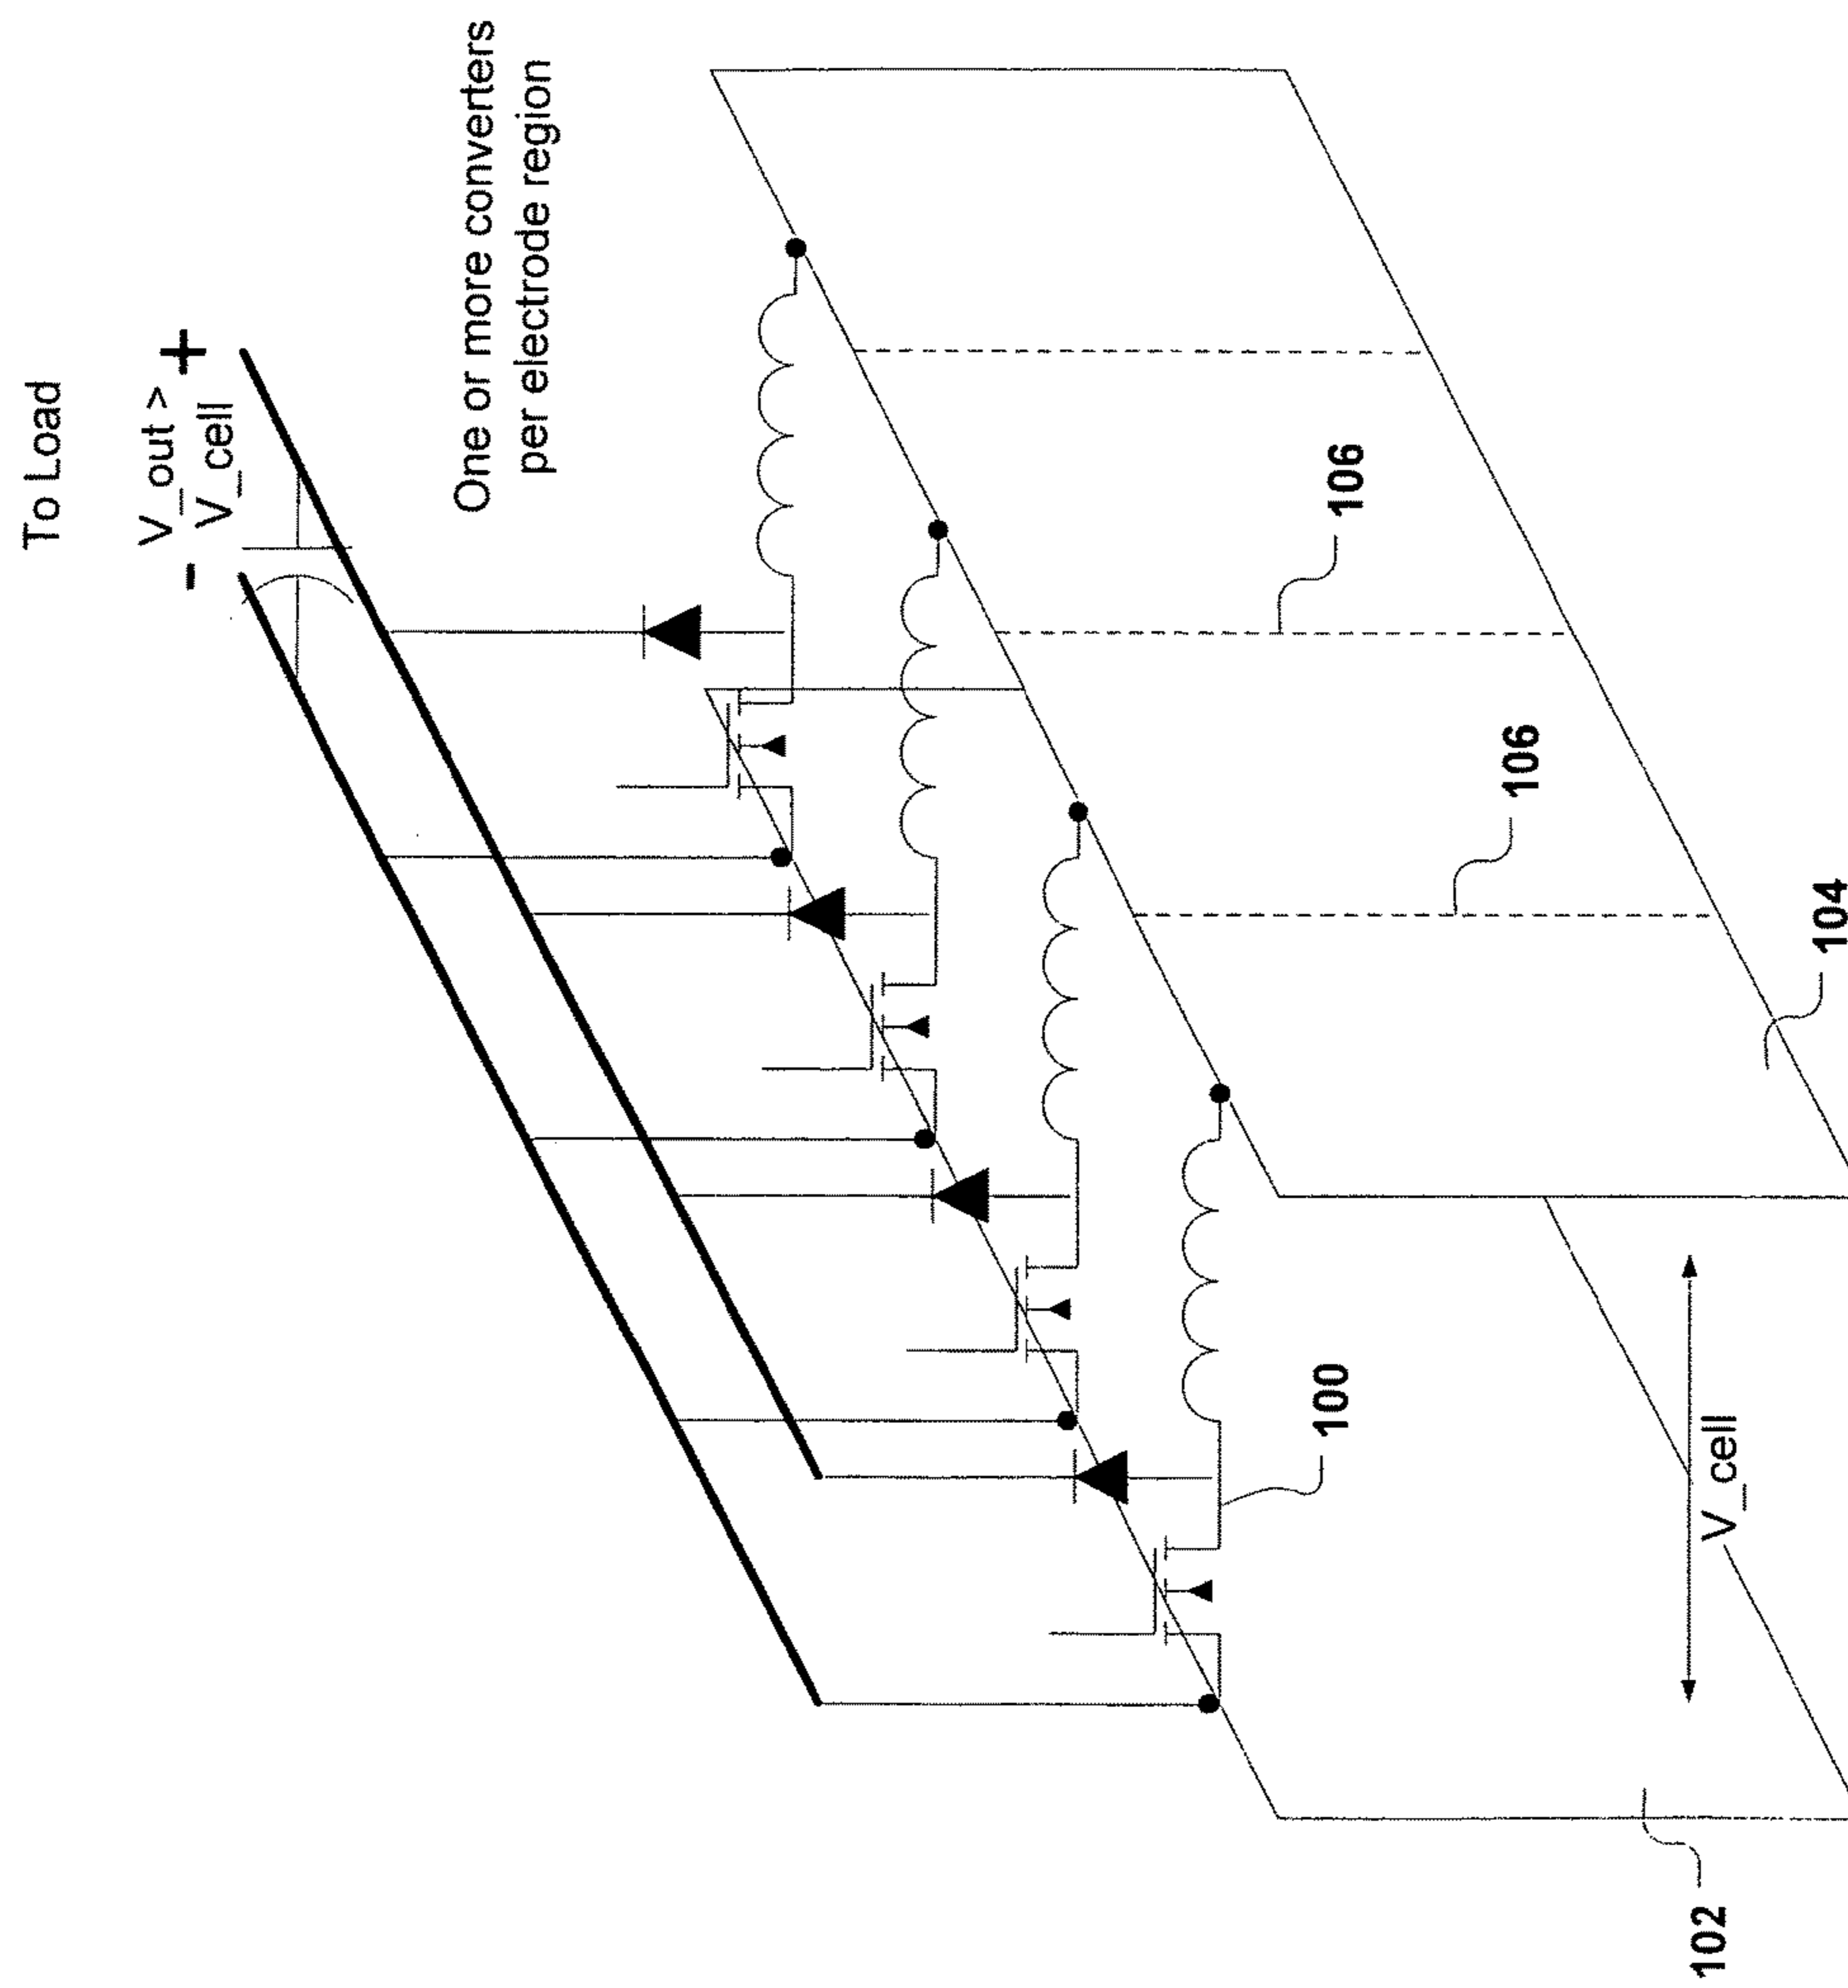 To Load
V_out >
V_cell
- +
One or more converters
per electrode region
106
106
104
100
V_cell
102